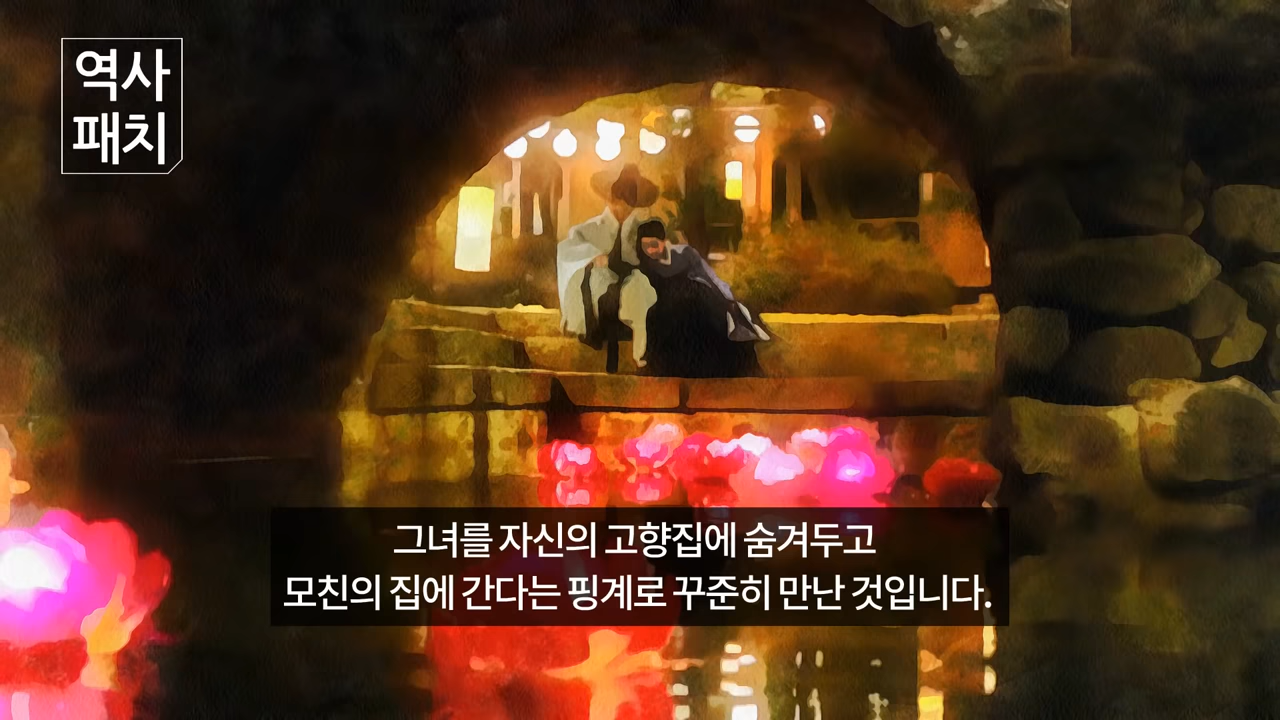 역사
패치
그녀를 자신의 고향집에 숨겨두고
모친의 집에 간다는 핑계로 꾸준히 만난 것입니다.